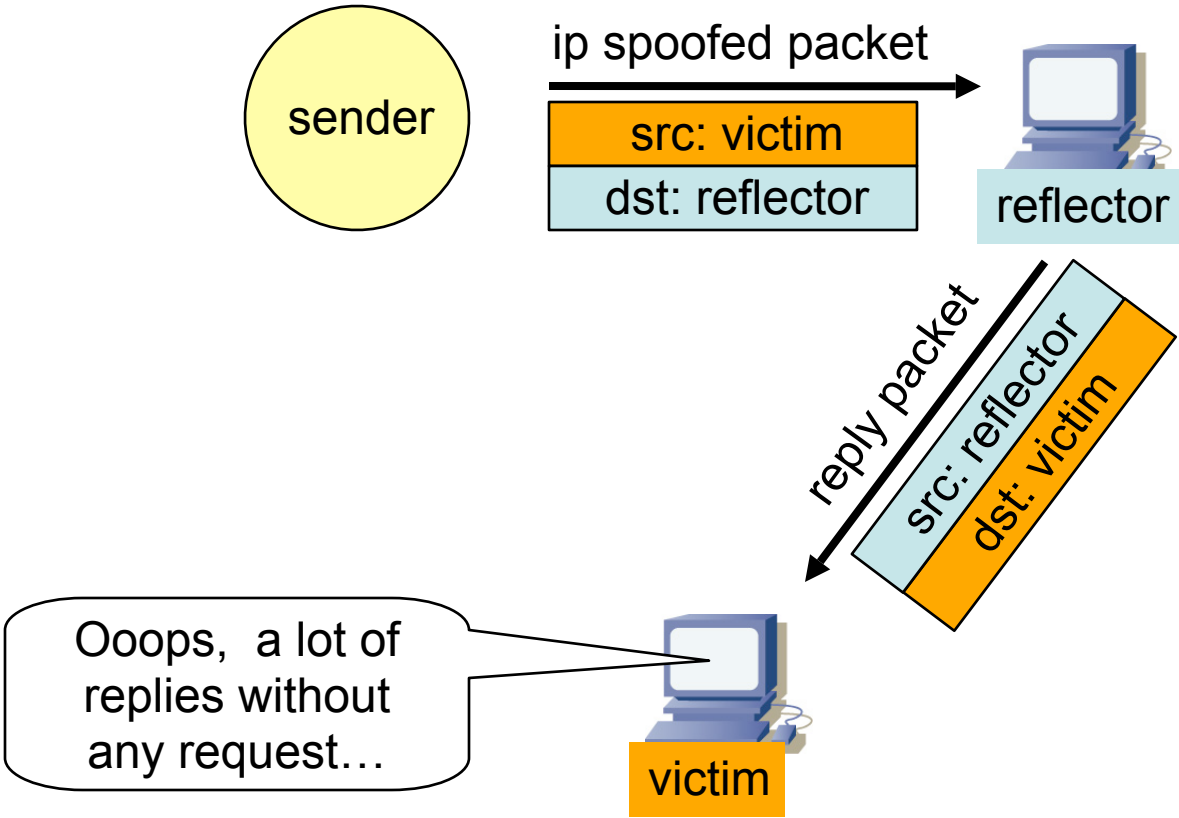 ip spoofed packet
sender
src: victim
dst: reflector
reflector
reply packet
src: reflector
dst: victim
Ooops, a lot of
replies without
any request…
victim